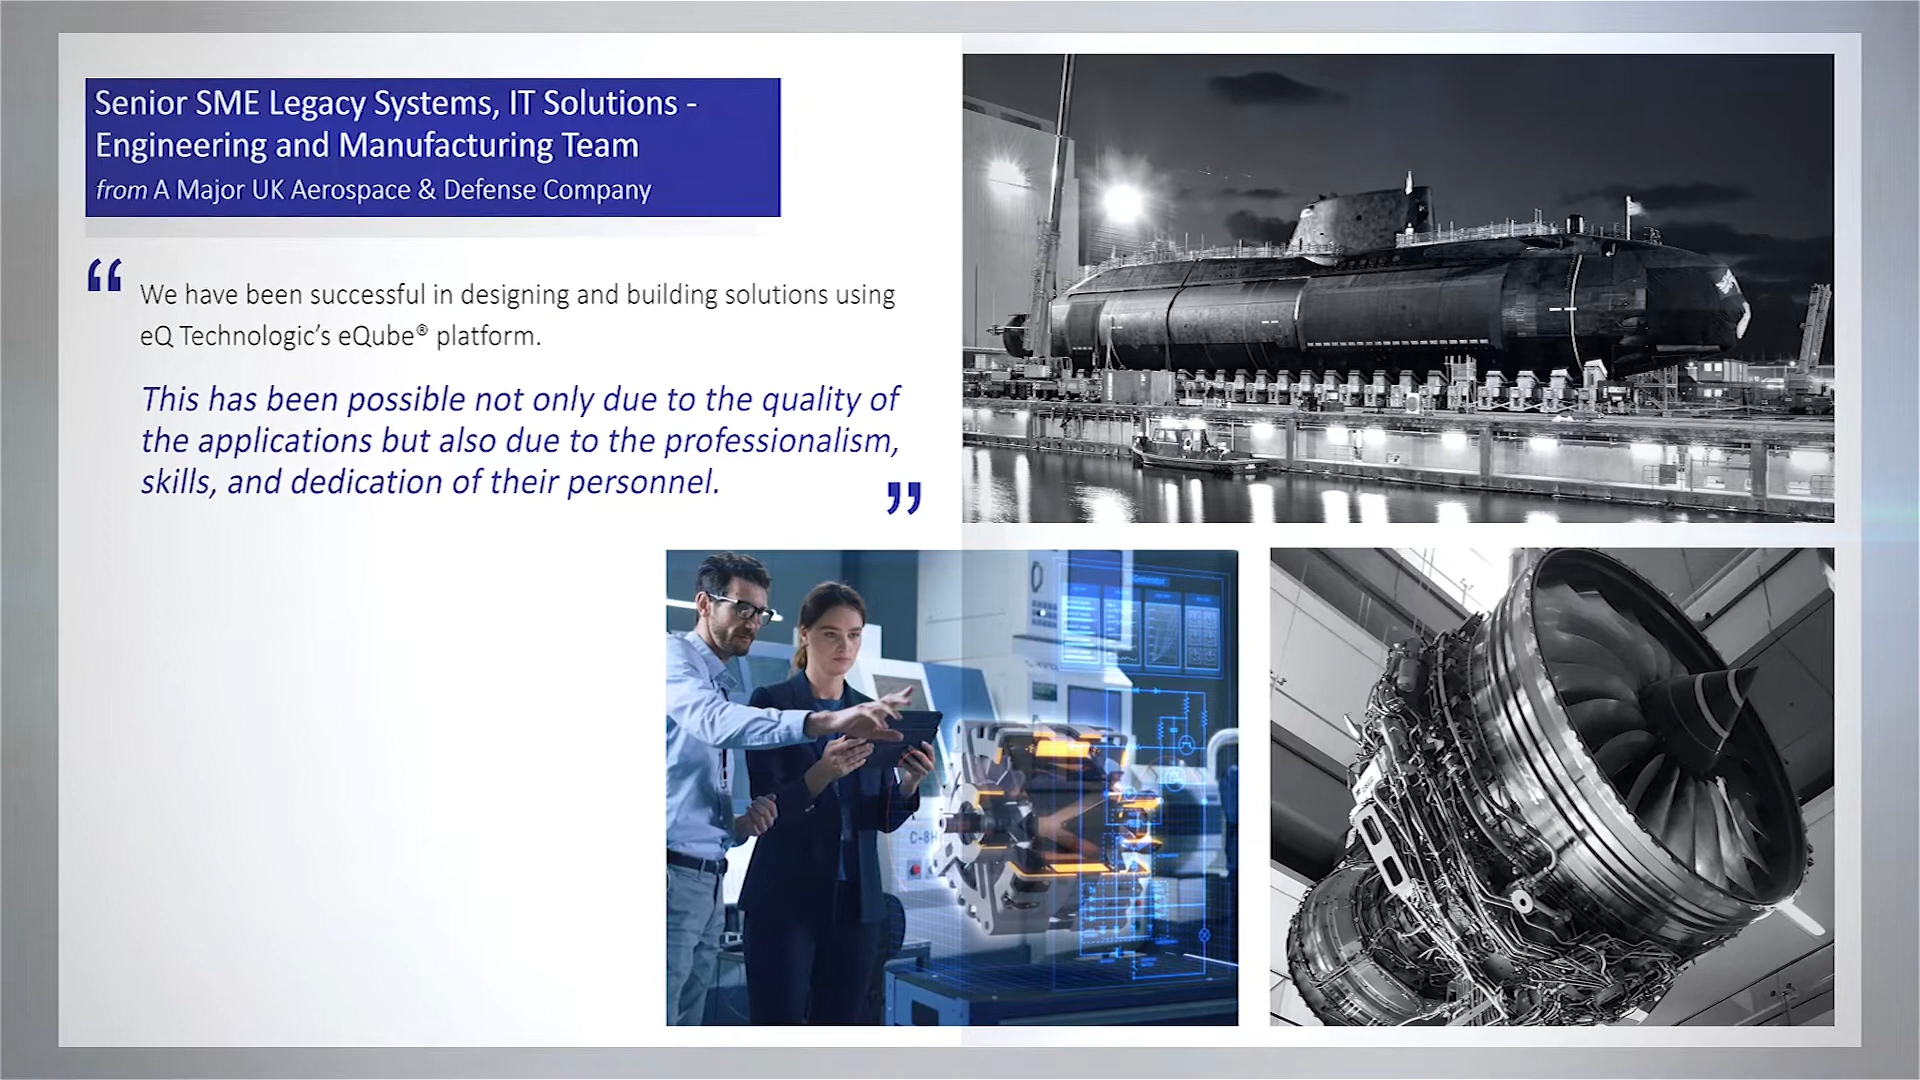 Senior SME Legacy Systems, IT Solutions -
Engineering and Manufacturing Team
from A Major UK Aerospace & Defense Company
“ We have been successful in designing and building solutions using
eQ Technologic’s eQube® platform.
This has been possible not only due to the quality of
the applications but also due to the professionalism,
skills, and dedication of their personnel. ”
Generator
C-8H